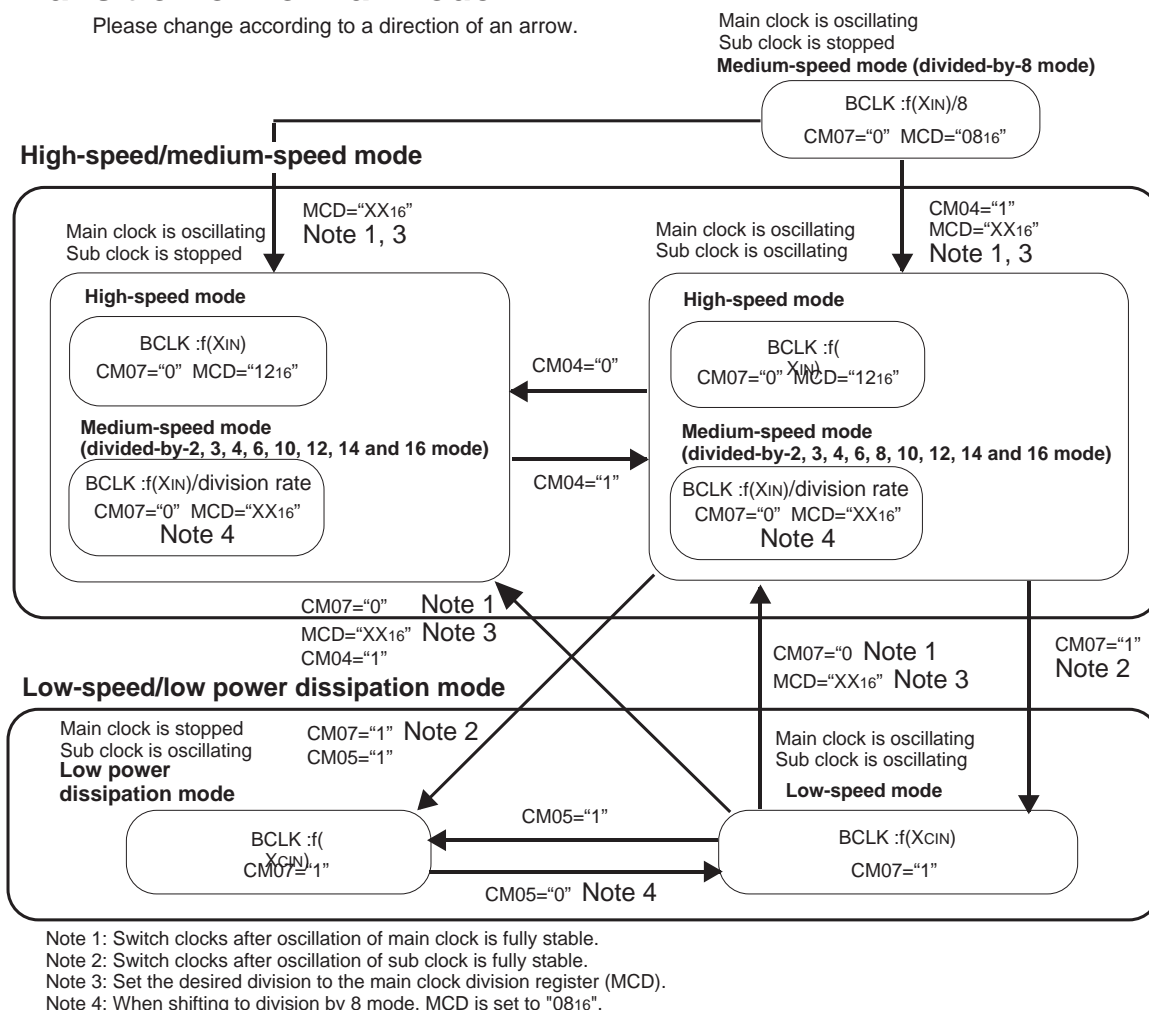 Please change according to a direction of an arrow.
Main clock is oscillating
Sub clock is stopped
Medium-speed mode (divided-by-8 mode)
BCLK :f(XIN)/8
CM07=“0” MCD=“0816”
High-speed/medium-speed mode
MCD=“XX16”
Note 1, 3
CM04=“1”
MCD=“XX16”
Note 1, 3
Main clock is oscillating
Sub clock is stopped
High-speed mode
BCLK :f(XIN)
CM07=“0” MCD=“1216”
Medium-speed mode
(divided-by-2, 3, 4, 6, 10, 12, 14 and 16 mode)
BCLK :f(XIN)/division rate
CM07=“0” MCD=“XX16”
Note 4
CM04=“0”
CM04=“1”
Main clock is oscillating
Sub clock is oscillating
High-speed mode
BCLK :f(
XIN)
CM07=“0” MCD=“1216”
Medium-speed mode
(divided-by-2, 3, 4, 6, 8, 10, 12, 14 and 16 mode)
BCLK :f(XIN)/division rate
CM07=“0” MCD=“XX16”
Note 4
CM07=“0” Note 1
MCD=“XX16” Note 3
CM04=“1”
CM07=“0 Note 1
MCD=“XX16” Note 3
CM07=“1”
Note 2
Low-speed/low power dissipation mode
Main clock is stopped
Sub clock is oscillating
Low power
dissipation mode
CM07=“1” Note 2
CM05=“1”
BCLK :f(
XCIN)
CM07=“1”
CM05=“1”
CM05=“0” Note 4
Main clock is oscillating
Sub clock is oscillating
Low-speed mode
BCLK :f(XCIN)
CM07=“1”
Note 1: Switch clocks after oscillation of main clock is fully stable.
Note 2: Switch clocks after oscillation of sub clock is fully stable.
Note 3: Set the desired division to the main clock division register (MCD).
Note 4: When shifting to division by 8 mode, MCD is set to "0816".